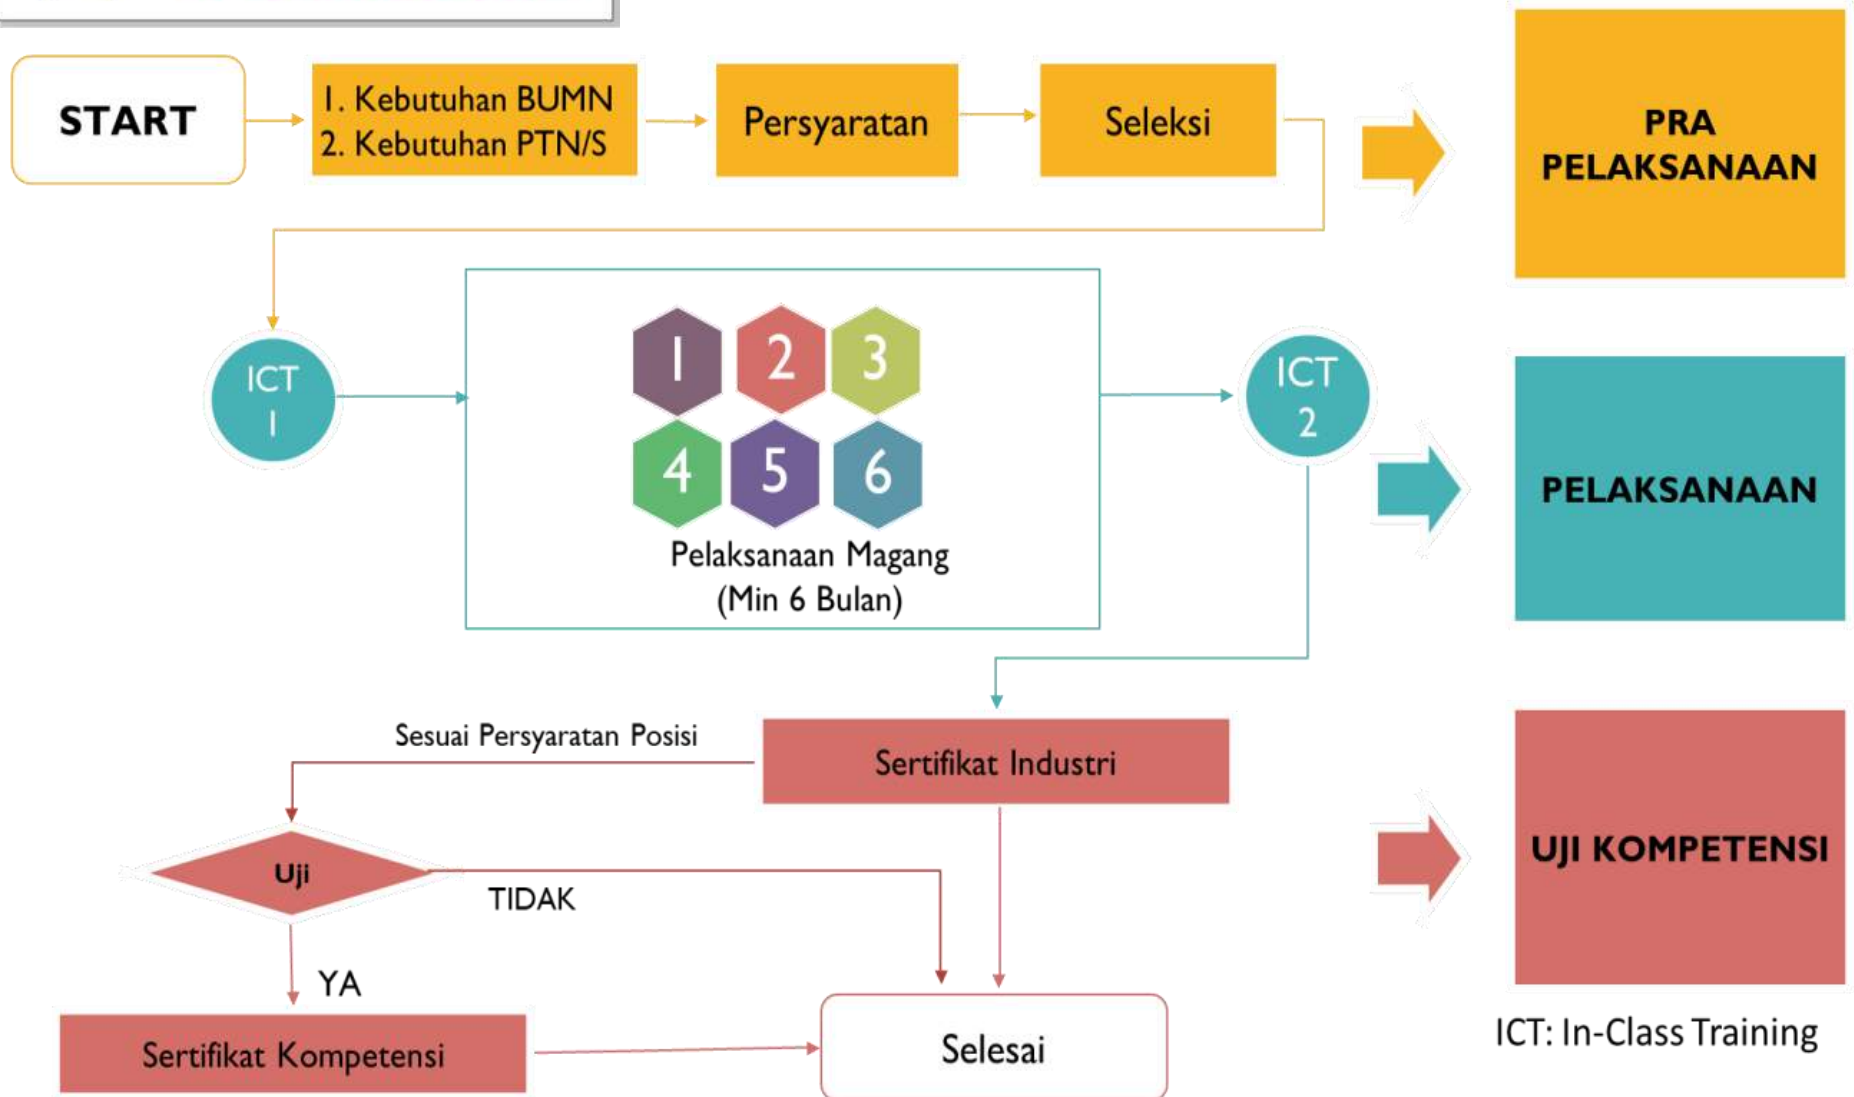 START
1. Kebutuhan BUMN
2. Kebutuhan PTN/S
Persyaratan
Seleksi
PRA
PELAKSANAAN
ICT
1
1
2
3
4
5
6
Pelaksanaan Magang
(Min 6 Bulan)
ICT
2
PELAKSANAAN
Sesuai Persyaratan Posisi
Sertifikat Industri
Uji
TIDAK
YA
UJI KOMPETENSI
Sertifikat Kompetensi
Selesai
ICT: In-Class Training